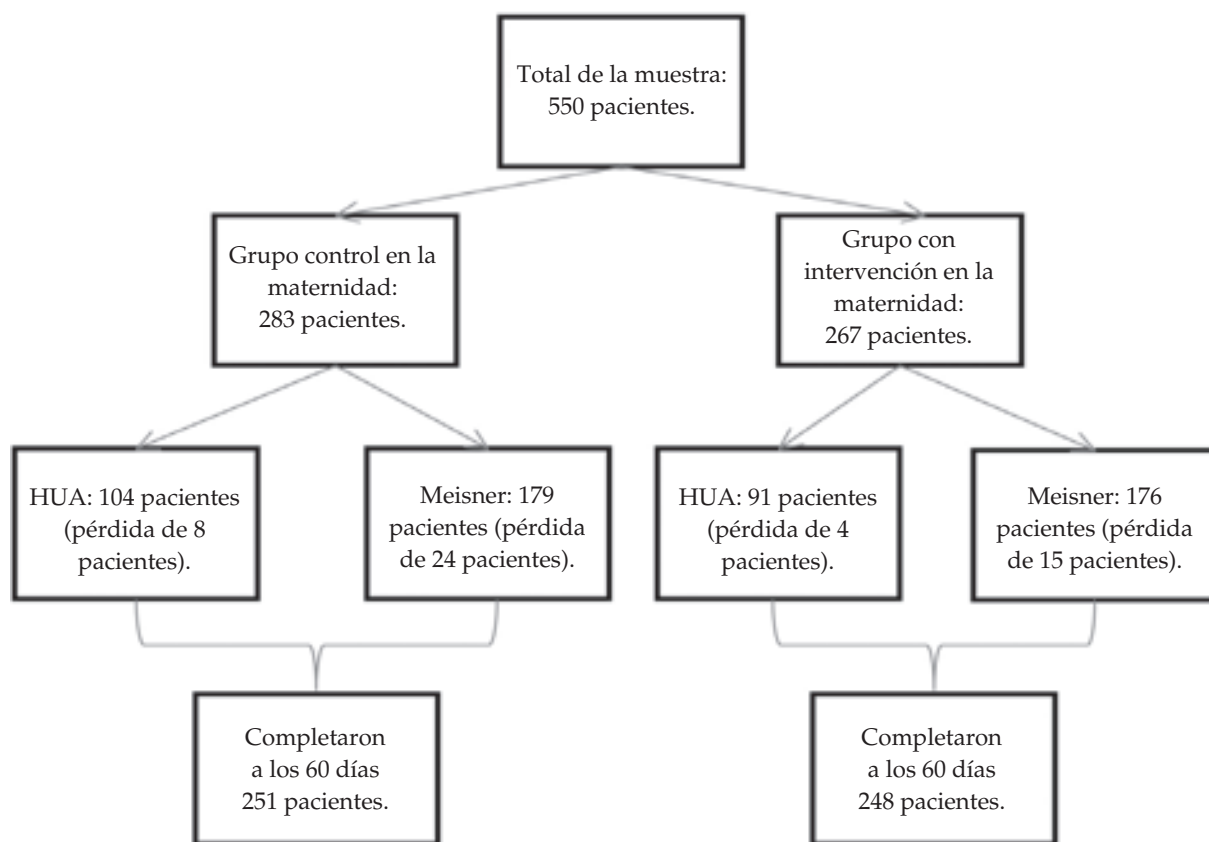 Total de la muestra:
550 pacientes.
Grupo control en la
maternidad:
283 pacientes.
Grupo con
intervención en la
maternidad:
267 pacientes.
HUA: 104 pacientes
(pérdida de 8
pacientes).
Meisner: 179
pacientes (pérdida
de 24 pacientes).
HUA: 91 pacientes
(pérdida de 4
pacientes).
Meisner: 176
pacientes (pérdida
de 15 pacientes).
Completaron
a los 60 días
251 pacientes.
Completaron
a los 60 días
248 pacientes.